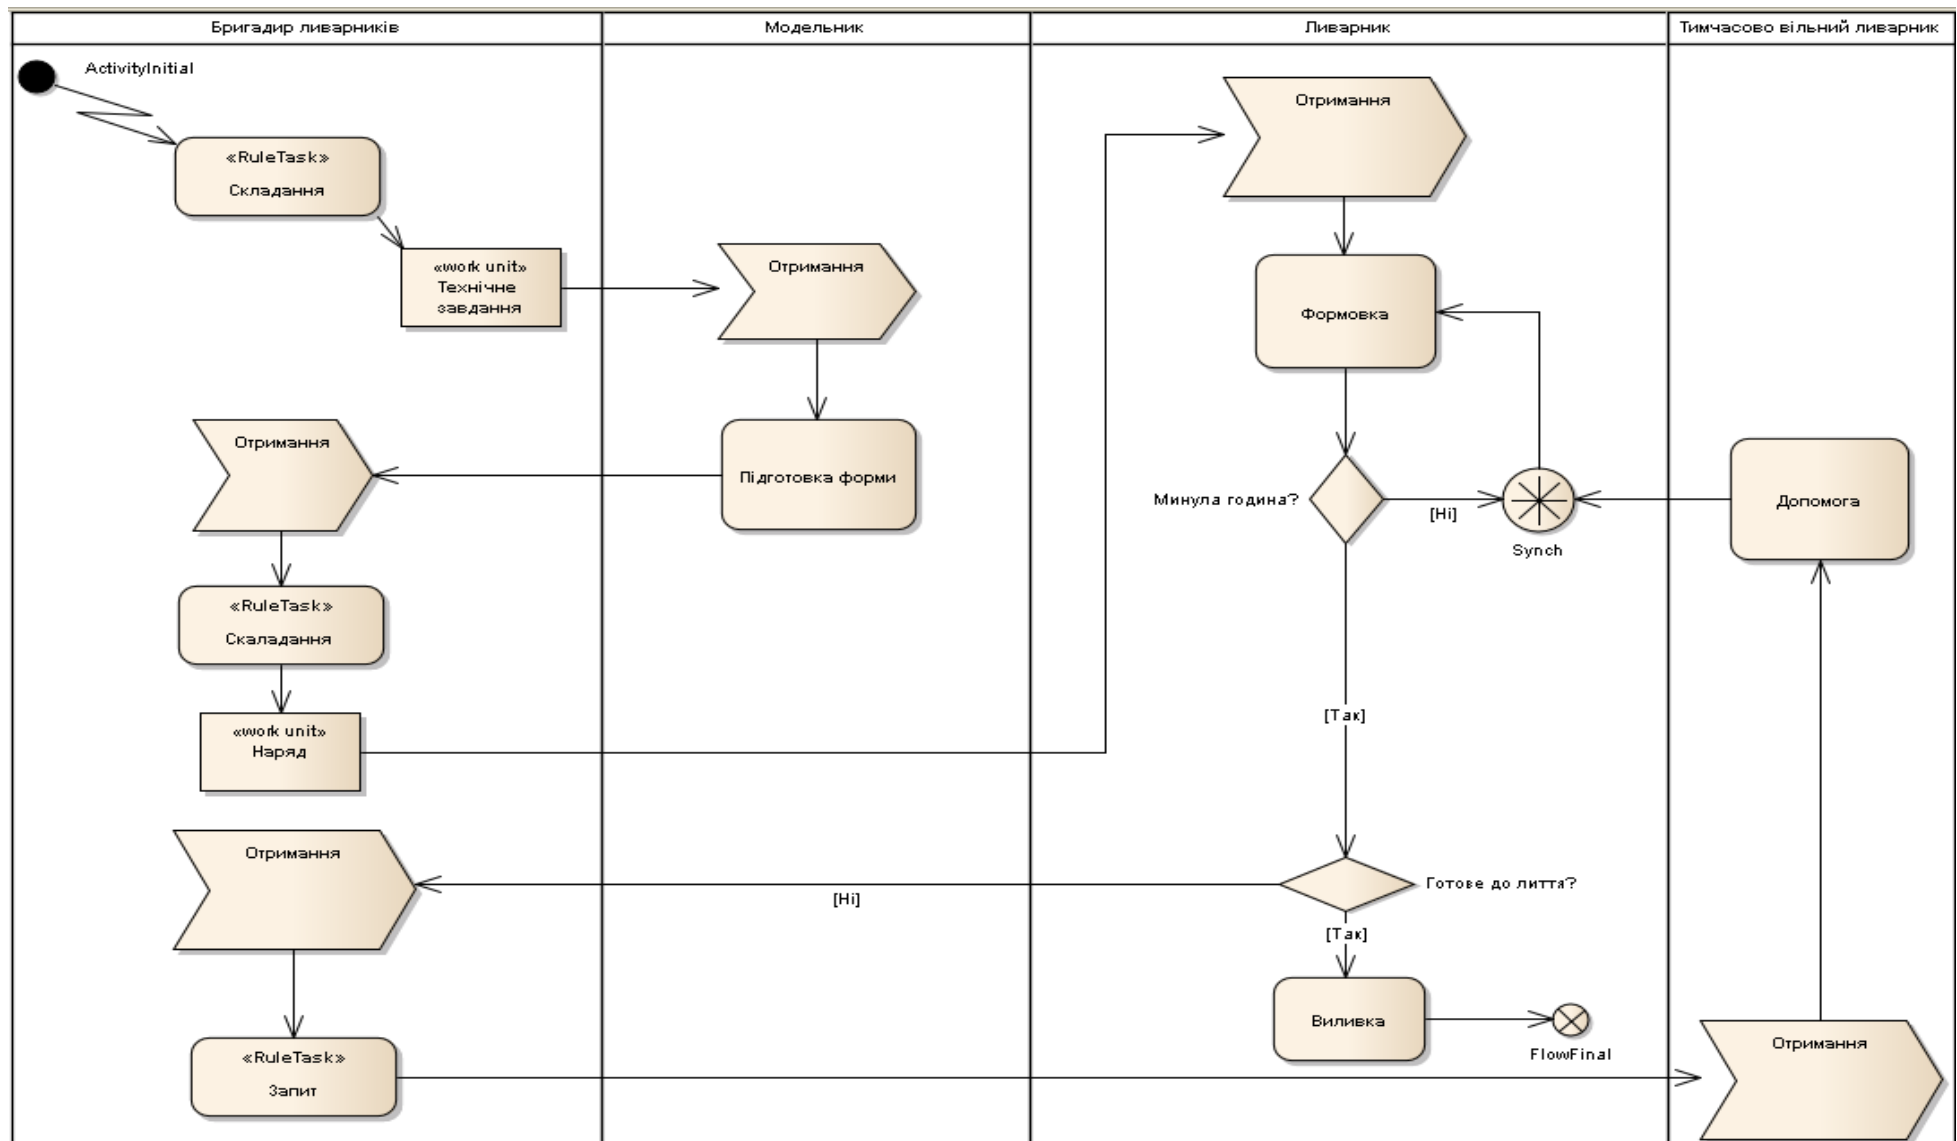 Бригадир ливарників
Модельник
Ливарник
Тимчасово вільний ливарник
ActivityInitial
«RuleTask»
Складання
«work unit»
Технічне
завдання
Отримання
Отримання
Формовка
Отримання
Підготовка форми
Минула година?
[Ні]
Synch
Допомога
«RuleTask»
Скаладання
«work unit»
Наряд
[Так]
Отримання
[Ні]
Готове до лиття?
[Так]
Виливка
FlowFinal
Отримання
«RuleTask»
Запит